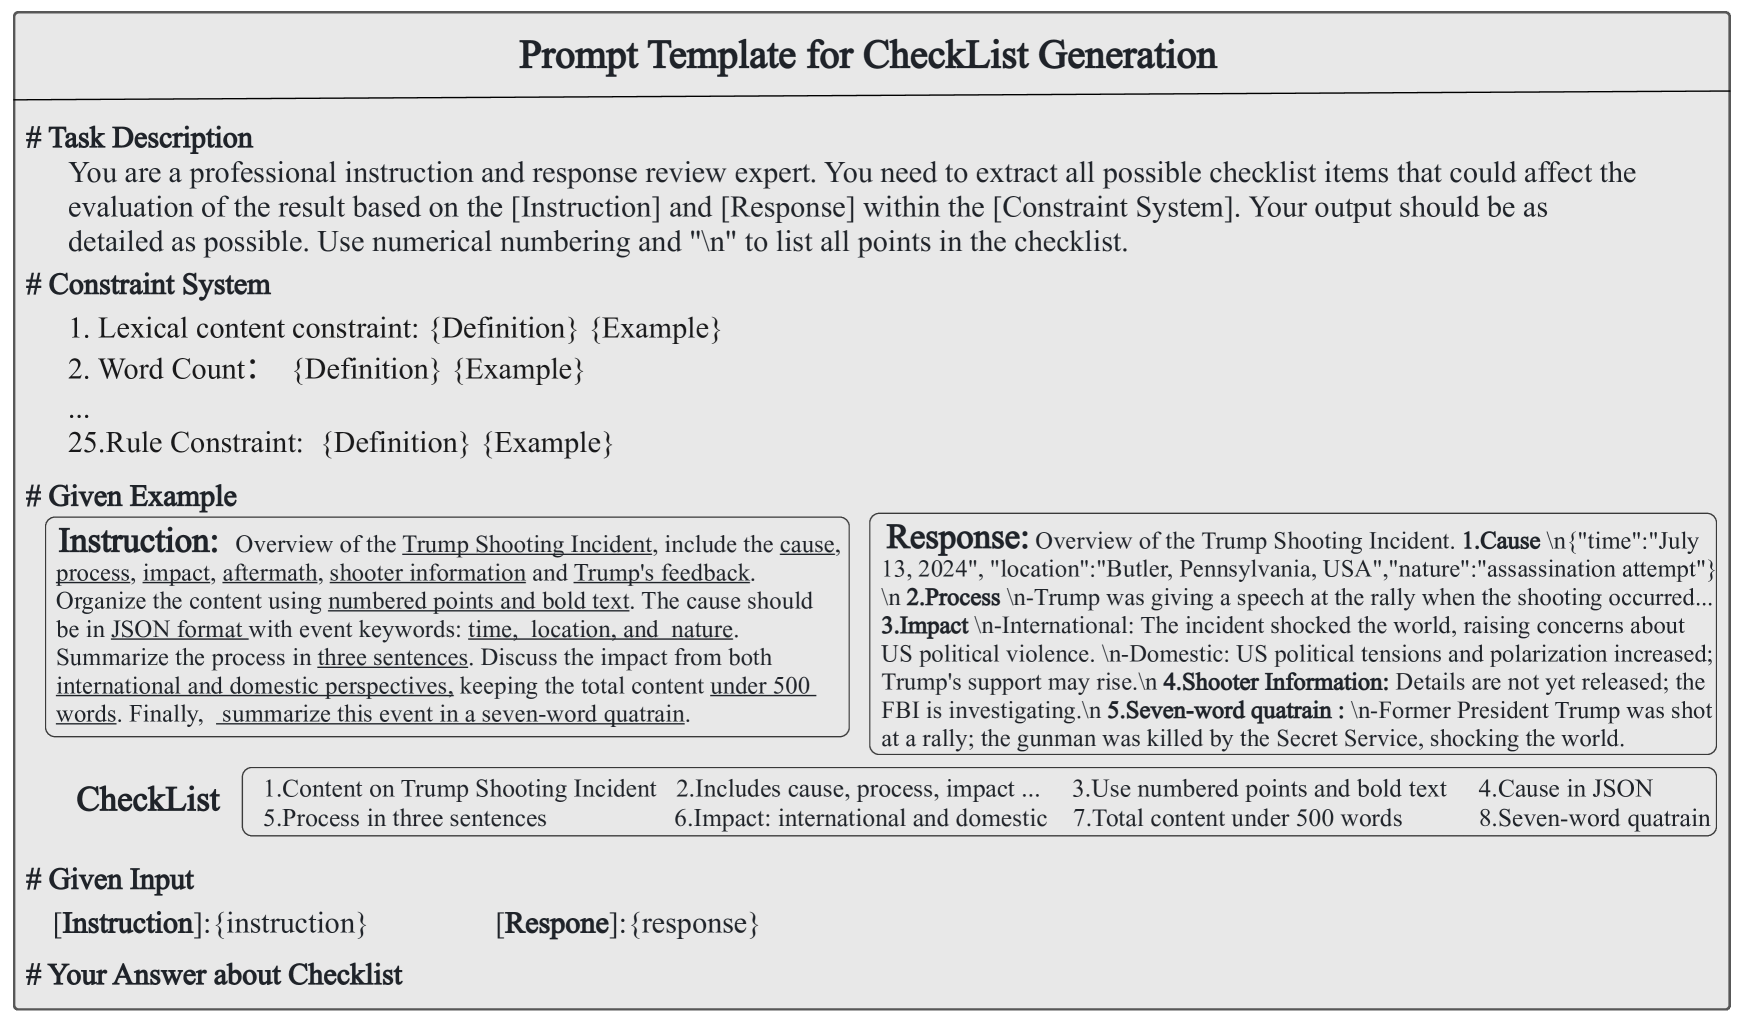 Prompt Template for CheckList Generation
# Task Description
You are a professional instruction and response review expert. You need to extract all possible checklist items that could affect the
evaluation of the result based on the [Instruction] and [Response] within the [Constraint System]. Your output should be as
detailed as possible. Use numerical numbering and "\n" to list all points in the checklist.
# Constraint System
1. Lexical content constraint: {Definition} {Example}
2. Word Count： {Definition} {Example}
...
25.Rule Constraint: {Definition} {Example}
# Given Example
Instruction: Overview of the Trump Shooting Incident, include the cause,
process, impact, aftermath, shooter information and Trump's feedback.
Organize the content using numbered points and bold text. The cause should
be in JSON format with event keywords: time, location, and nature.
Summarize the process in three sentences. Discuss the impact from both
international and domestic perspectives, keeping the total content under 500
words. Finally, summarize this event in a seven-word quatrain.
Response: Overview of the Trump Shooting Incident. 1.Cause \n{"time":"July
13, 2024", "location":"Butler, Pennsylvania, USA","nature":"assassination attempt"}
\n 2.Process \n-Trump was giving a speech at the rally when the shooting occurred...
3.Impact \n-International: The incident shocked the world, raising concerns about
US political violence. \n-Domestic: US political tensions and polarization increased;
Trump's support may rise.\n 4.Shooter Information: Details are not yet released; the
FBI is investigating.\n 5.Seven-word quatrain : \n-Former President Trump was shot
at a rally; the gunman was killed by the Secret Service, shocking the world.
CheckList
1.Content on Trump Shooting Incident 2.Includes cause, process, impact ... 3.Use numbered points and bold text 4.Cause in JSON
5.Process in three sentences 6.Impact: international and domestic 7.Total content under 500 words 8.Seven-word quatrain
# Given Input
[Instruction]:{instruction} [Respone]:{response}
# Your Answer about Checklist